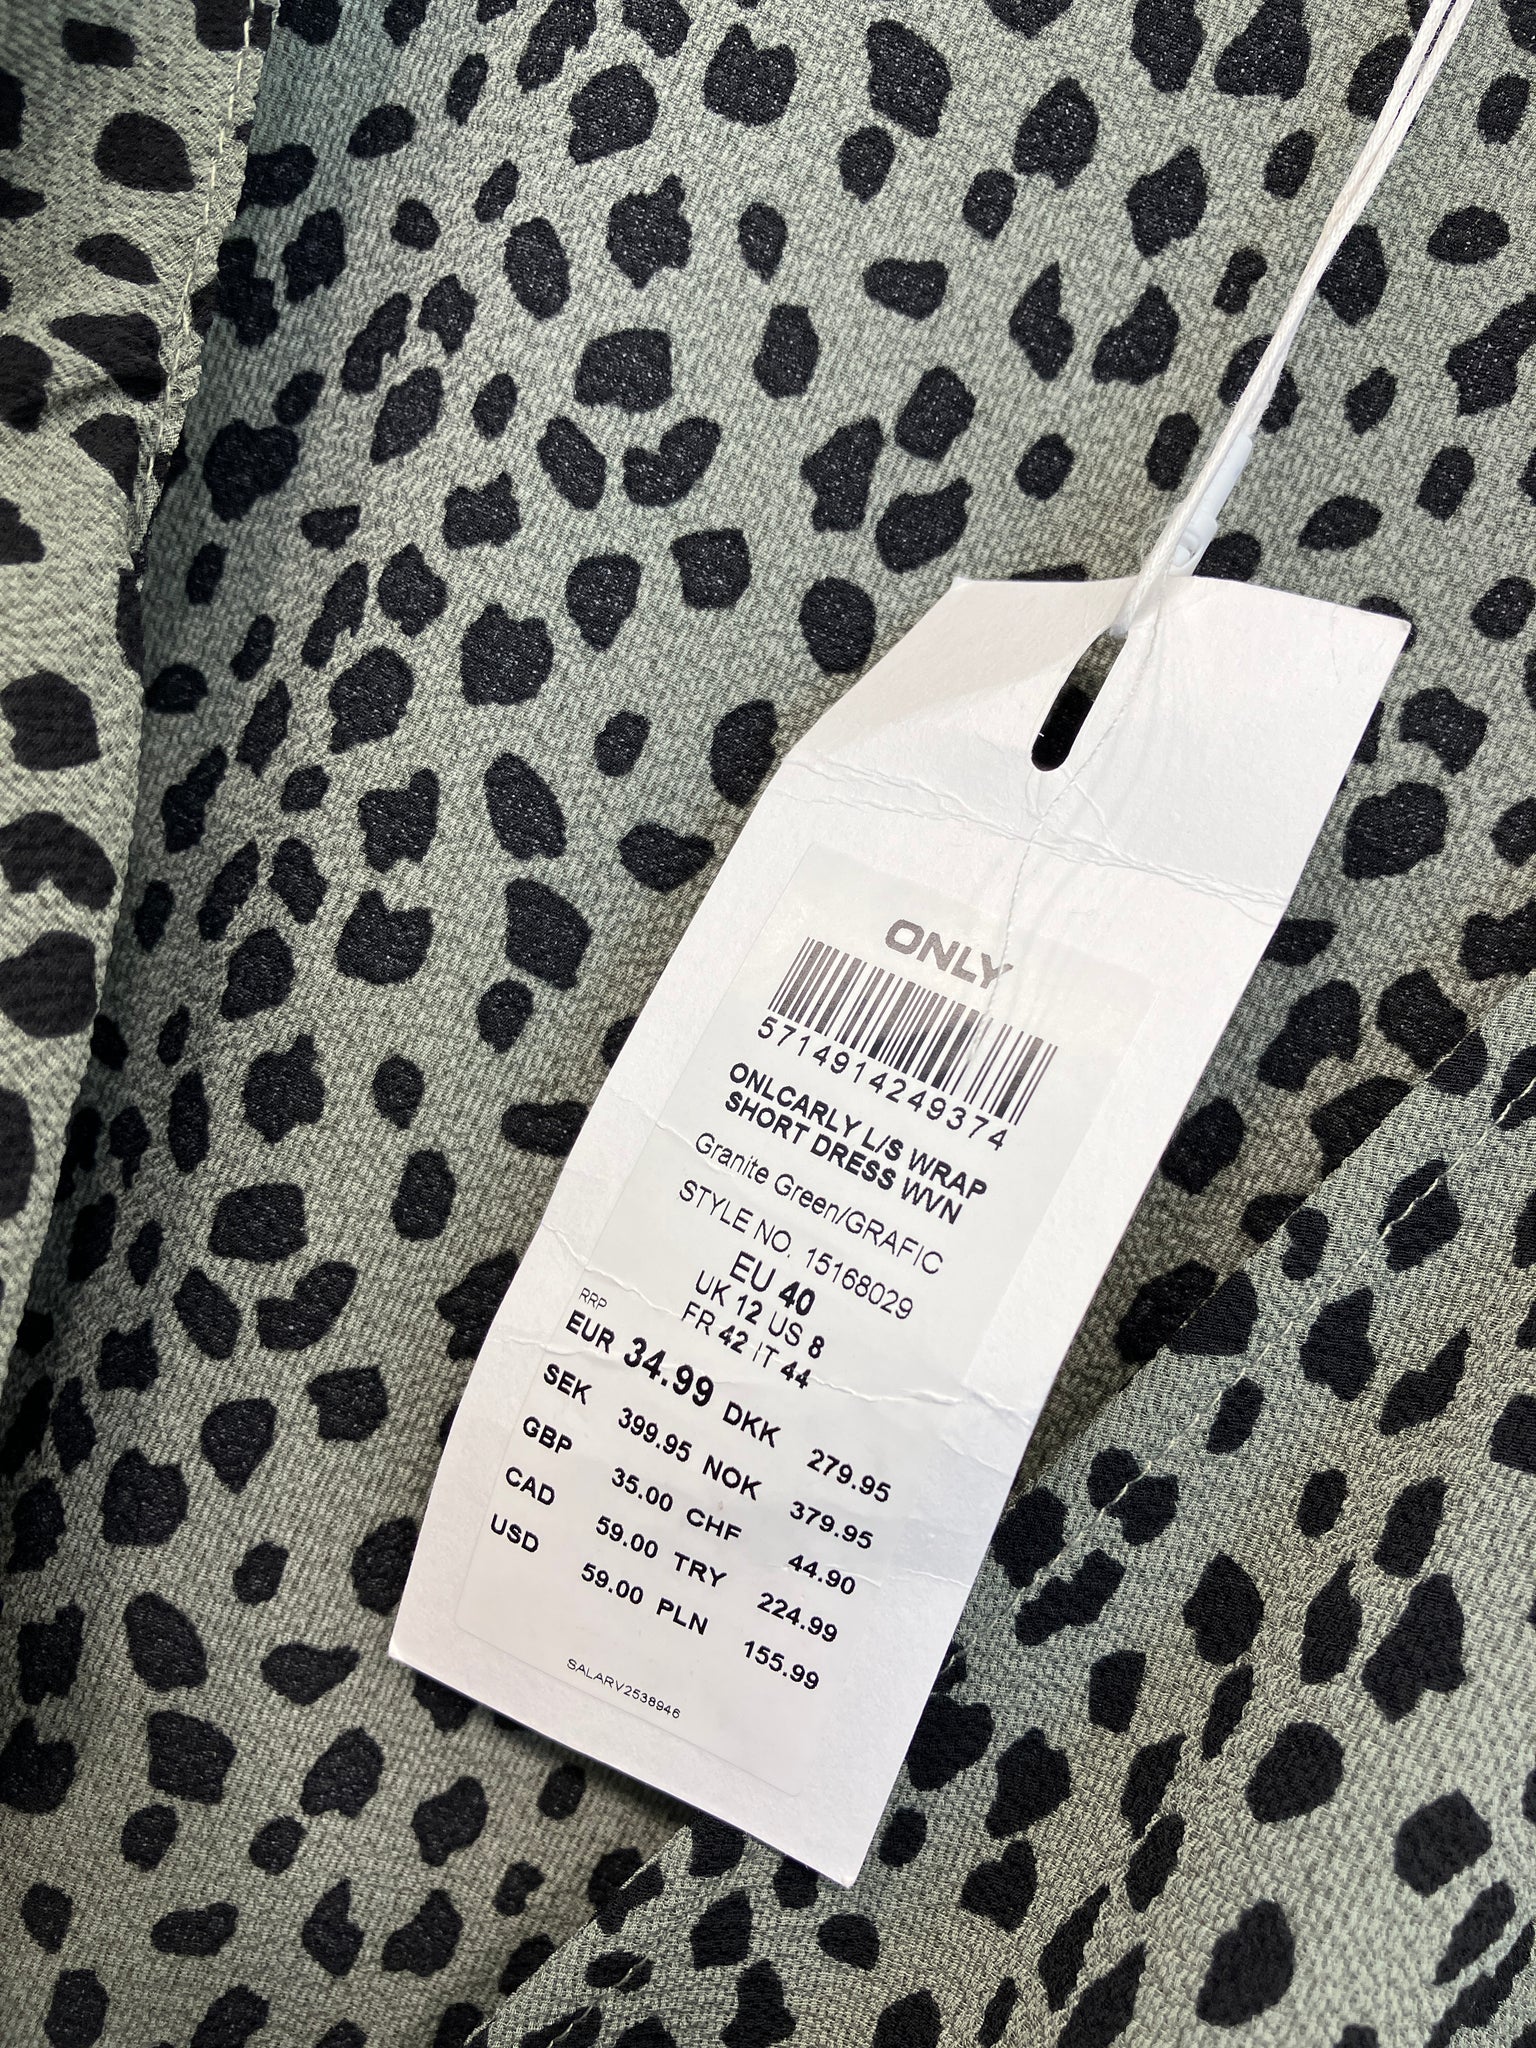 ONLY
5714914249374
ONLCARLY L/S WRAP
SHORT DRESS WVN
Granite Green/GRAFIC
STYLE NO. 15168029
EU 40
UK 12 US 8
FR 42 IT 44
RRP
EUR 34.99 DKK 279.95
SEK 399.95 NOK 379.95
GBP 35.00 CHF 44.90
CAD 59.00 TRY 224.99
USD 59.00 PLN 155.99
SALARV2538946